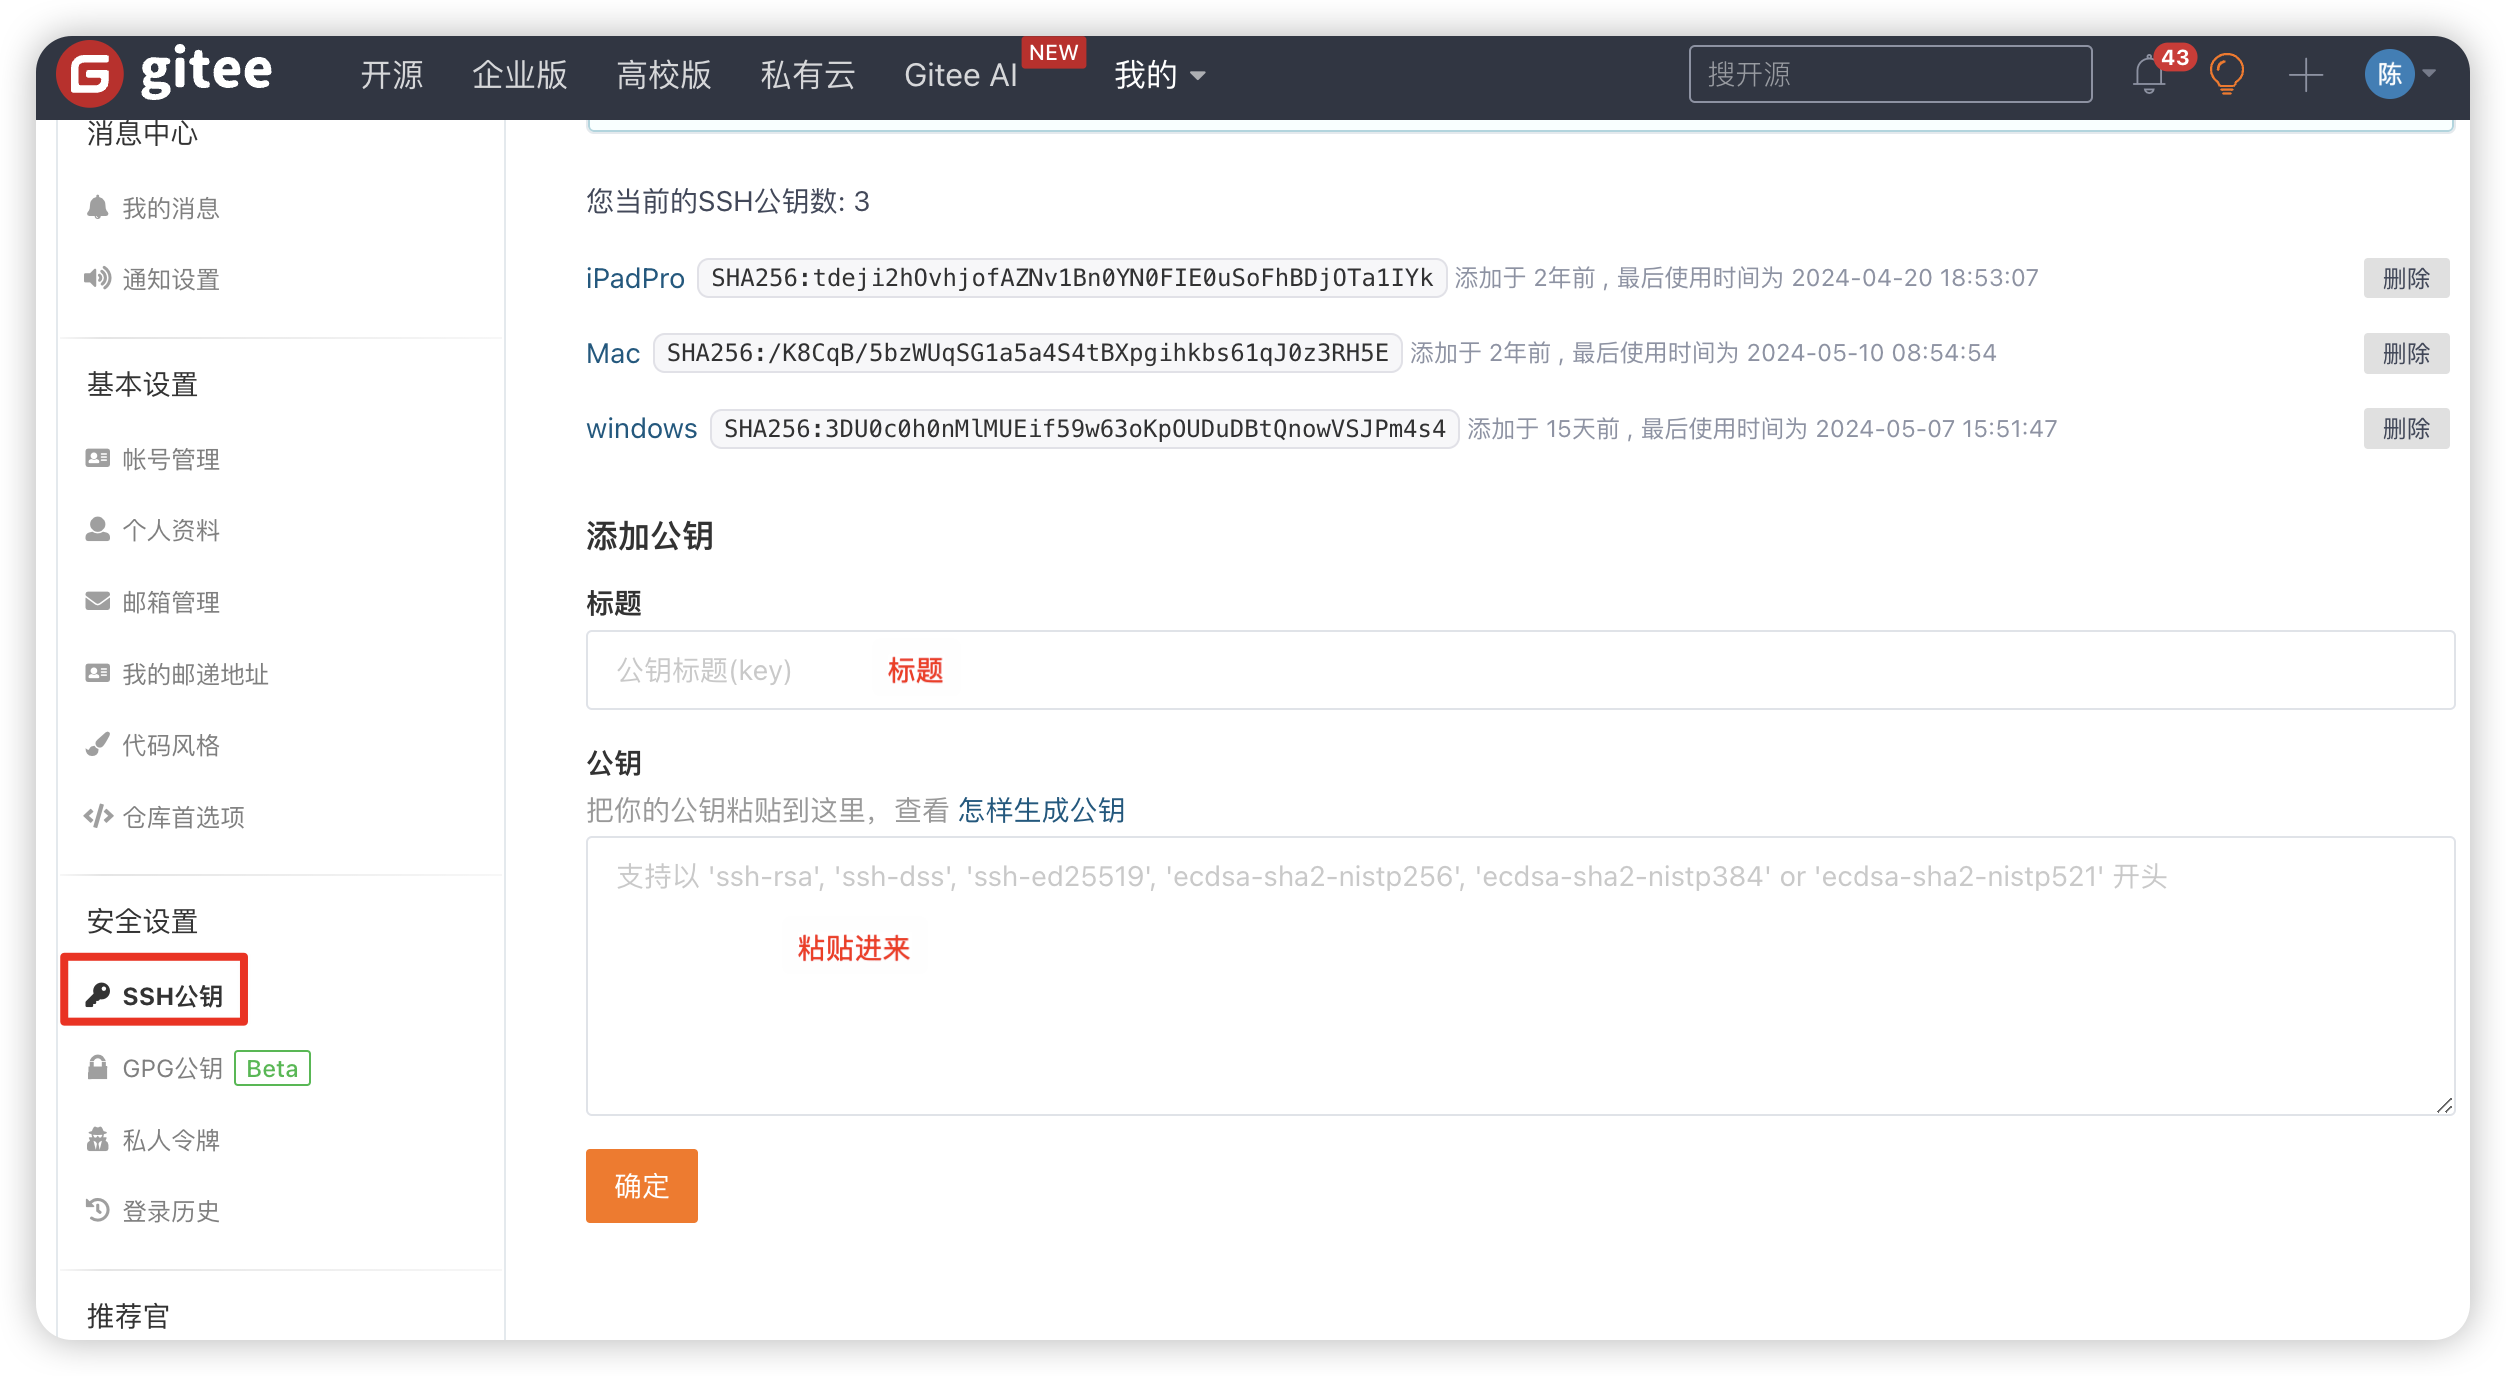 gitee 开源 企业版 高校版 私有云 Gitee AI NEW 我的 搜开源 43 陈
消息中心
我的消息
通知设置
基本设置
帐号管理
个人资料
邮箱管理
我的邮递地址
代码风格
仓库首选项
安全设置
SSH公钥
GPG公钥 Beta
私人令牌
登录历史
推荐官
您当前的SSH公钥数: 3
iPadPro SHA256:tdeji2hOvhjofAZNv1Bn0YN0FIE0uSoFhBDjOTa1IYk 添加于 2年前 , 最后使用时间为 2024-04-20 18:53:07 删除
Mac SHA256:/K8CqB/5bzWUqSG1a5a4S4tBXpgihkbs61qJ0z3RH5E 添加于 2年前 , 最后使用时间为 2024-05-10 08:54:54 删除
windows SHA256:3DU0c0h0nMlMUEif59w63oKpOUDuDBtQnowVSJPm4s4 添加于 15天前 , 最后使用时间为 2024-05-07 15:51:47 删除
添加公钥
标题
公钥标题(key) 标题
公钥
把你的公钥粘贴到这里，查看 怎样生成公钥
支持以 'ssh-rsa', 'ssh-dss', 'ssh-ed25519', 'ecdsa-sha2-nistp256', 'ecdsa-sha2-nistp384' or 'ecdsa-sha2-nistp521' 开头
粘贴进来
确定